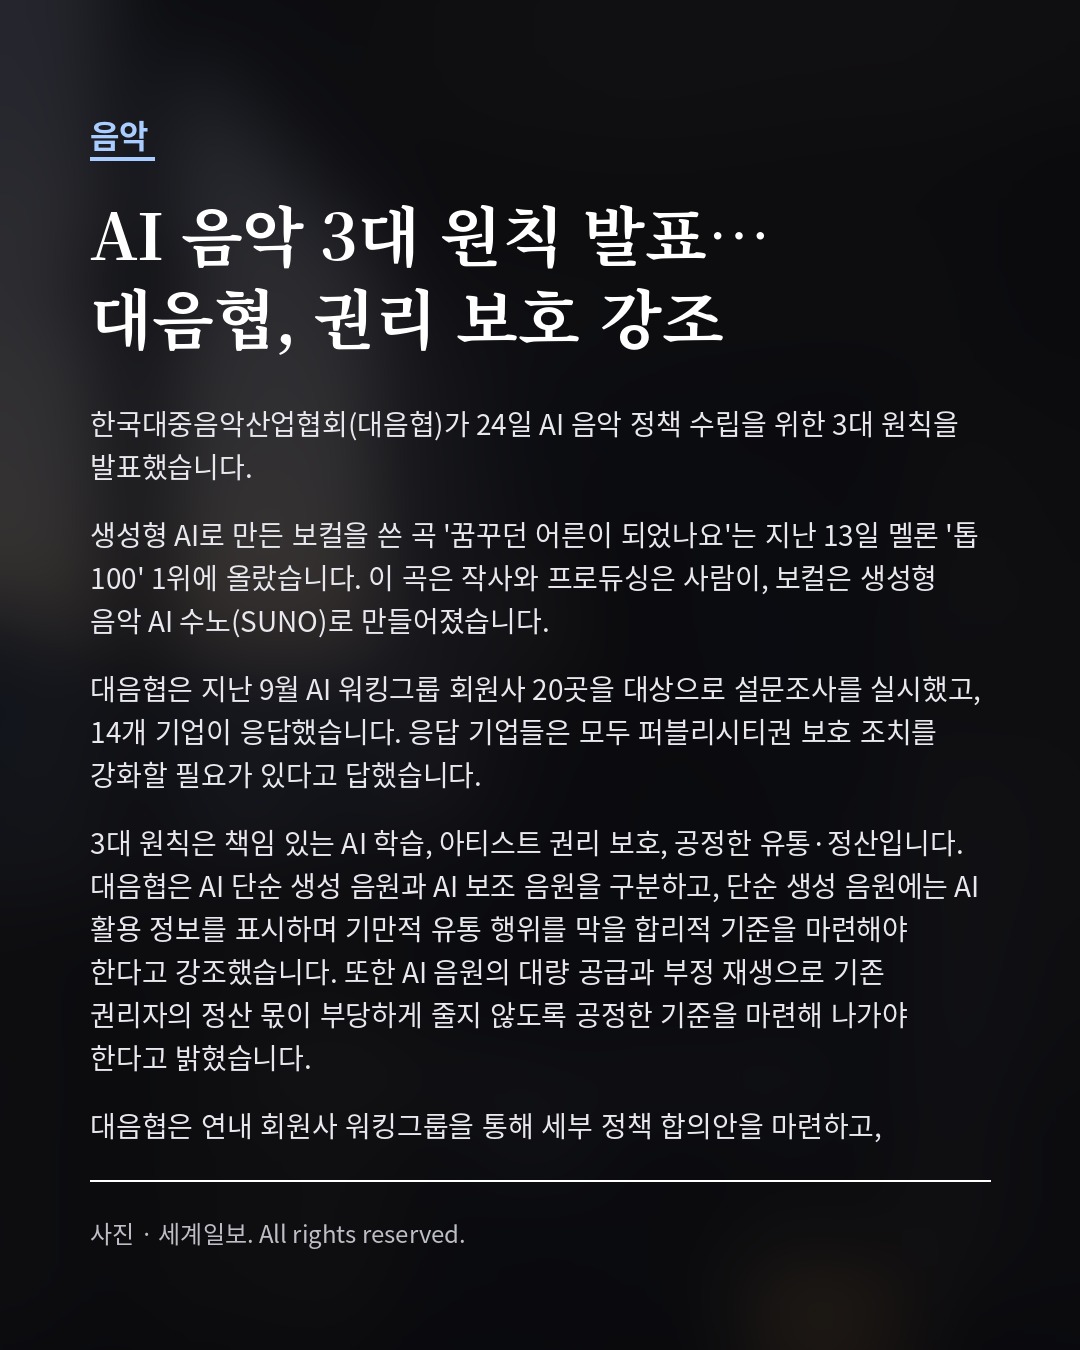 음악
AI 음악 3대 원칙 발표…
대음협, 권리 보호 강조
한국대중음악산업협회(대음협)가 24일 AI 음악 정책 수립을 위한 3대 원칙을
발표했습니다.
생성형 AI로 만든 보컬을 쓴 곡 '꿈꾸던 어른이 되었나요'는 지난 13일 멜론 '톱
100' 1위에 올랐습니다. 이 곡은 작사와 프로듀싱은 사람이, 보컬은 생성형
음악 AI 수노(SUNO)로 만들어졌습니다.
대음협은 지난 9월 AI 워킹그룹 회원사 20곳을 대상으로 설문조사를 실시했고,
14개 기업이 응답했습니다. 응답 기업들은 모두 퍼블리시티권 보호 조치를
강화할 필요가 있다고 답했습니다.
3대 원칙은 책임 있는 AI 학습, 아티스트 권리 보호, 공정한 유통·정산입니다.
대음협은 AI 단순 생성 음원과 AI 보조 음원을 구분하고, 단순 생성 음원에는 AI
활용 정보를 표시하며 기만적 유통 행위를 막을 합리적 기준을 마련해야
한다고 강조했습니다. 또한 AI 음원의 대량 공급과 부정 재생으로 기존
권리자의 정산 몫이 부당하게 줄지 않도록 공정한 기준을 마련해 나가야
한다고 밝혔습니다.
대음협은 연내 회원사 워킹그룹을 통해 세부 정책 합의안을 마련하고,
사진 · 세계일보. All rights reserved.